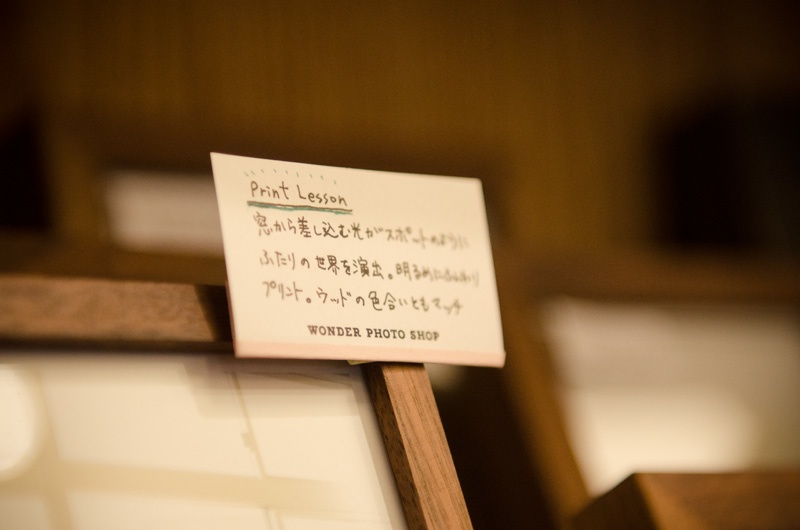 Print Lesson
窓から差し込む光がスポットのように
ふたりの世界を演出。明るめにふんわり
プリント。ウッドの色合いともマッチ
WONDER PHOTO SHOP